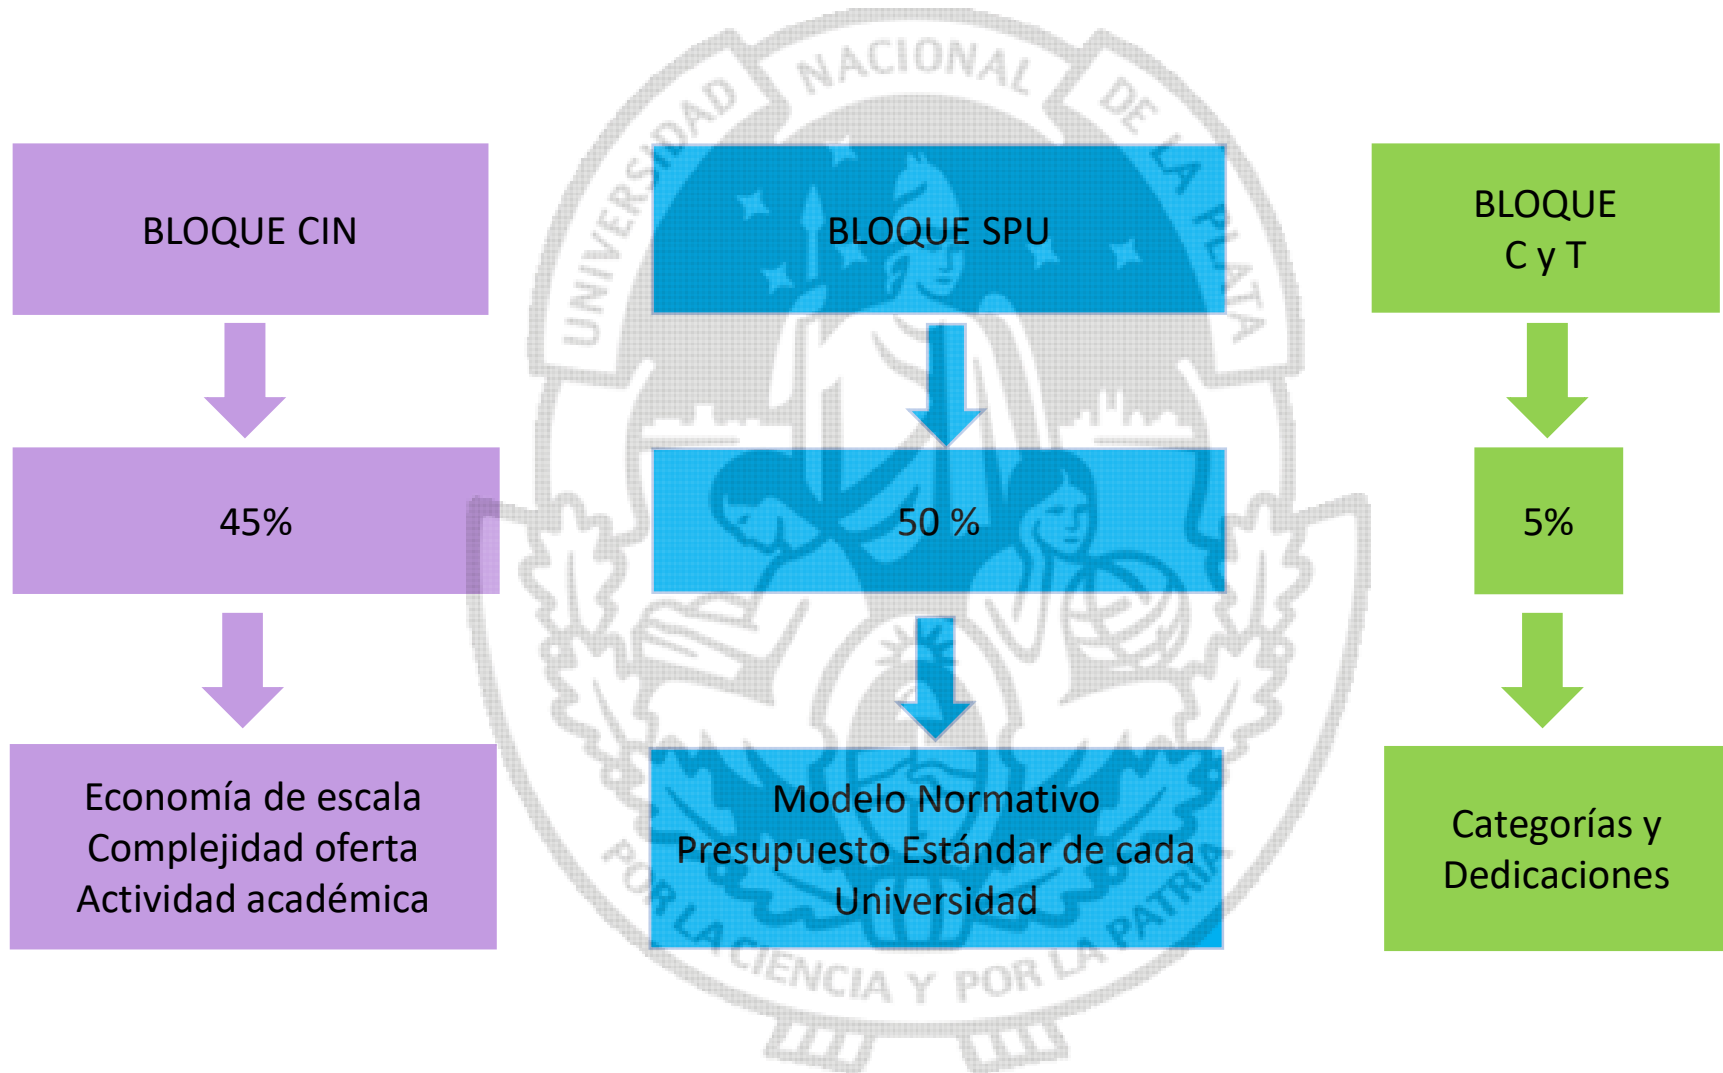 UNIVERSIDAD NACIONAL DE LA PLATA
BLOQUE CIN
BLOQUE SPU
BLOQUE
C y T
45%
50 %
5%
Economía de escala
Complejidad oferta
Actividad académica
Modelo Normativo
Presupuesto Estándar de cada
Universidad
Categorías y
Dedicaciones
POR LA CIENCIA Y POR LA PATRIA